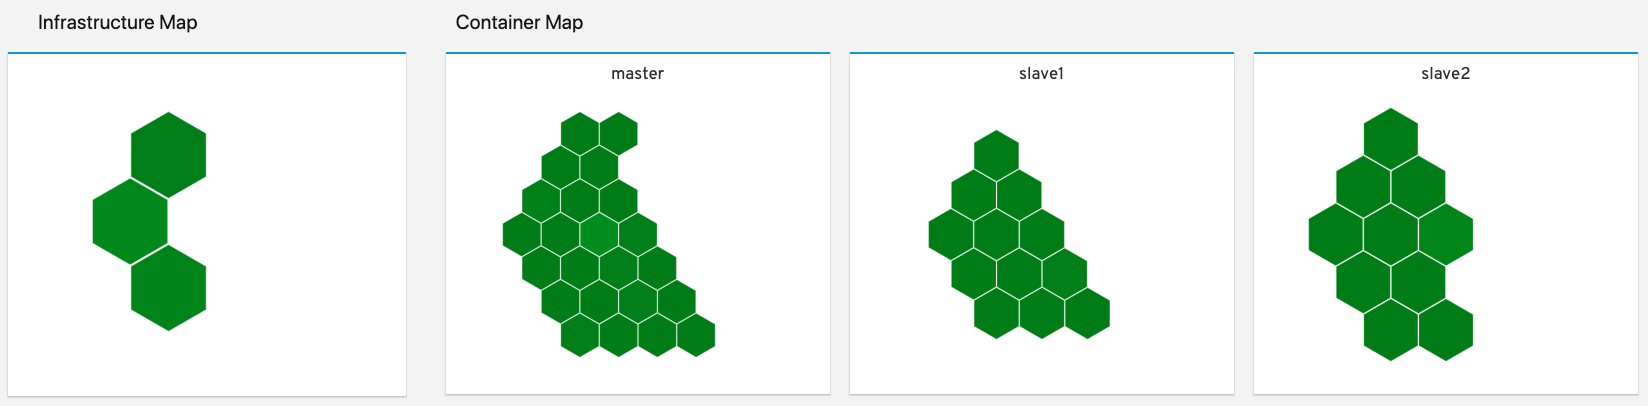 Infrastructure Map
Container Map
master
slave1
slave2